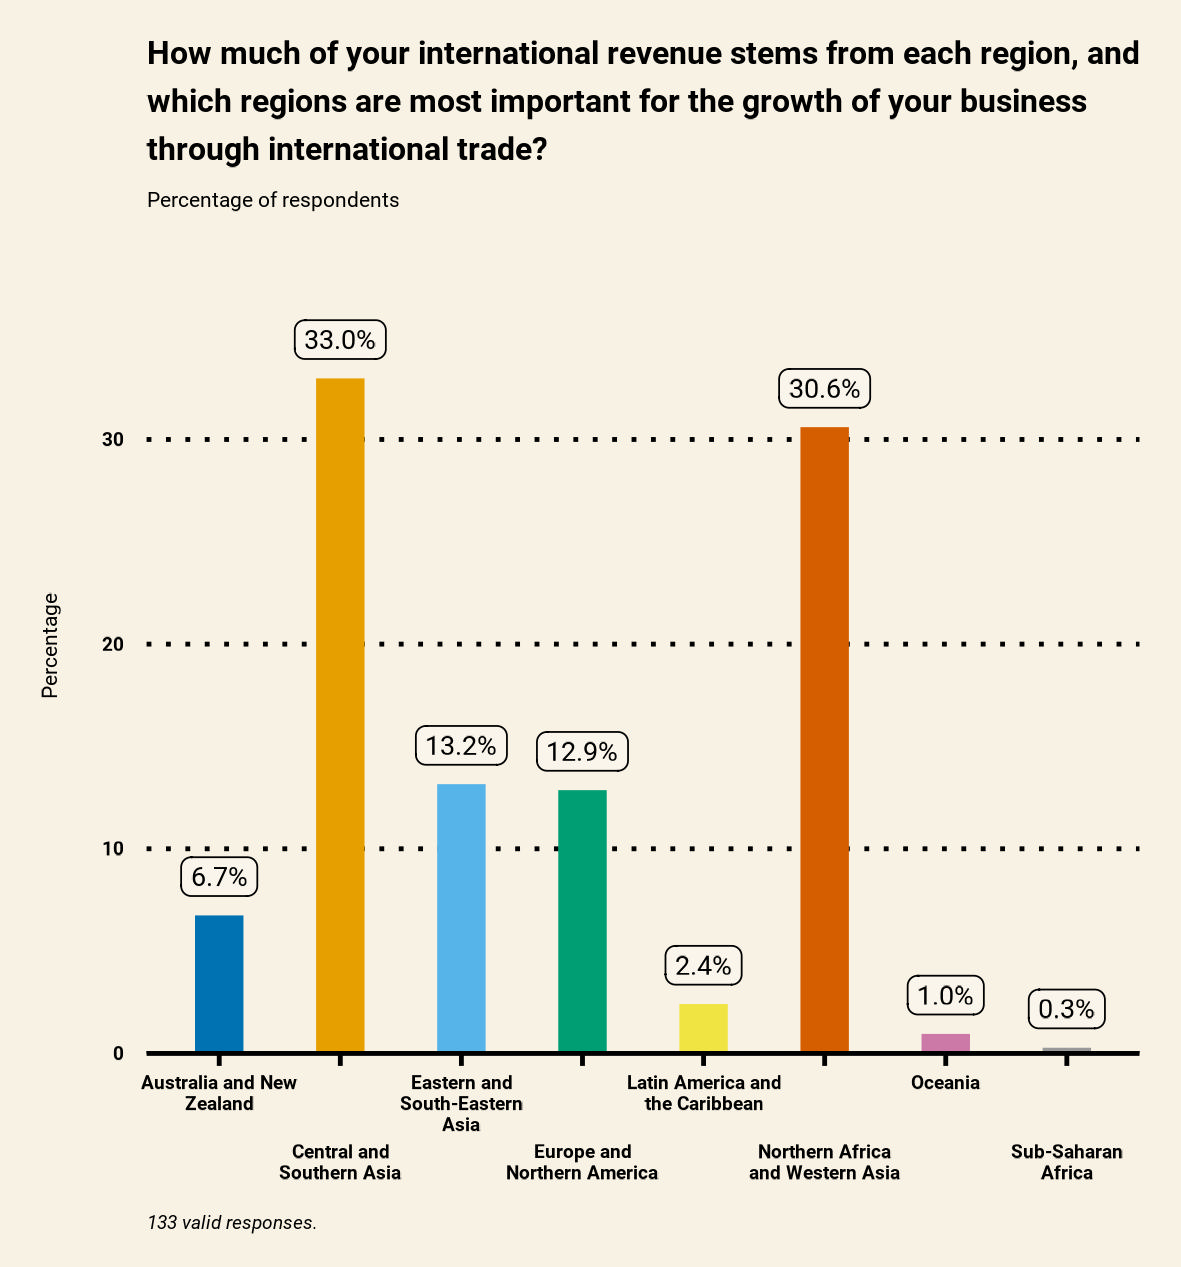 How much of your international revenue stems from each region, and
which regions are most important for the growth of your business
through international trade?
Percentage of respondents
Percentage
33.0%
30.6%
30
20
13.2%
12.9%
10
6.7%
2.4%
1.0%
0.3%
0
Australia and New
Zealand
Central and
Southern Asia
Eastern and
South-Eastern
Asia
Europe and
Northern America
Latin America and
the Caribbean
Northern Africa
and Western Asia
Oceania
Sub-Saharan
Africa
133 valid responses.